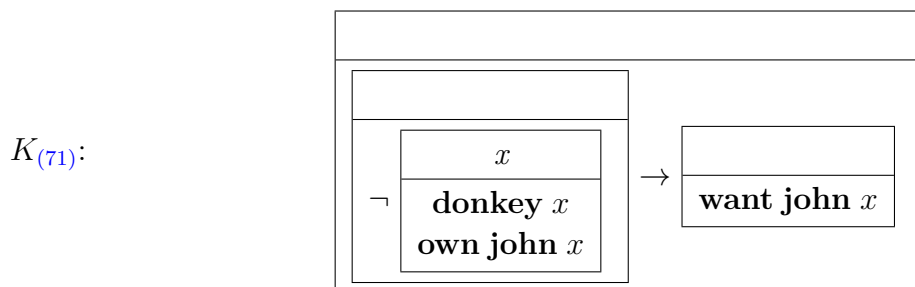 K(71):
x
¬
donkey x
own john x
→
want john x